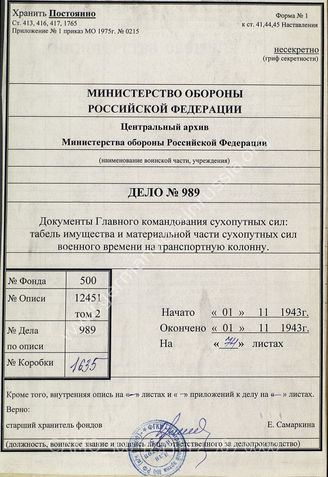 Хранить Постоянно
Форма № 1
Ст. 413, 416, 417, 1765
к ст. 41,44,45 Наставления
Приложение № 1 приказ МО 1975г. № 0215
несекретно
(гриф секретности)
МИНИСТЕРСТВО ОБОРОНЫ
РОССИЙСКОЙ ФЕДЕРАЦИИ
Центральный архив
Министерства обороны Российской Федерации
(наименование воинской части, учреждения)
ДЕЛО № 989
Документы Главного командования сухопутных сил:
табель имущества и материальной части сухопутных сил
военного времени на транспортную колонну.
№ Фонда 500
№ Описи 12451
том 2
№ Дела 989
по описи
№ Коробки 1635
Начато « 01 » 11 1943г.
Окончено « 01 » 11 1943г.
На « 74 » листах
Кроме того, внутренняя опись на «-» листах и «-» приложений к делу на «-» листах.
Верно:
старший хранитель фондов Е. Самаркина
(должность, воинское звание и подпись ответственного за делопроизводство)